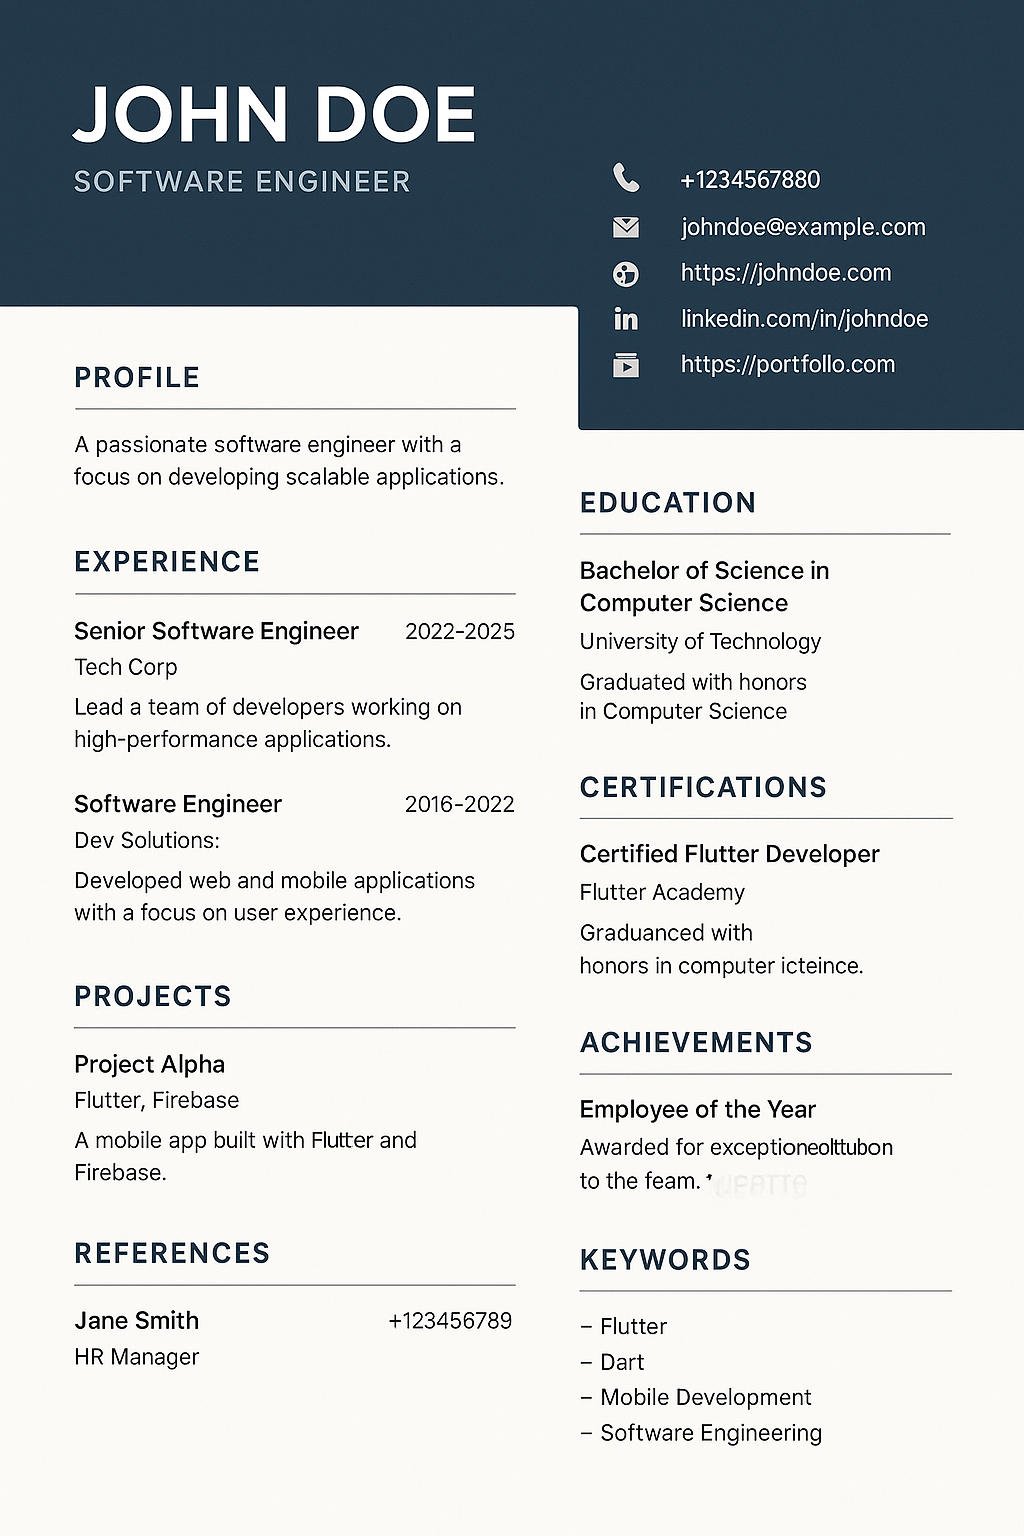 JOHN DOE
SOFTWARE ENGINEER
+1234567880
johndoe@example.com
https://johndoe.com
linkedin.com/in/johndoe
https://portfollo.com
PROFILE
A passionate software engineer with a
focus on developing scalable applications.
EXPERIENCE
Senior Software Engineer 2022-2025
Tech Corp
Lead a team of developers working on
high-performance applications.
Software Engineer 2016-2022
Dev Solutions:
Developed web and mobile applications
with a focus on user experience.
PROJECTS
Project Alpha
Flutter, Firebase
A mobile app built with Flutter and
Firebase.
REFERENCES
Jane Smith +123456789
HR Manager
EDUCATION
Bachelor of Science in
Computer Science
University of Technology
Graduated with honors
in Computer Science
CERTIFICATIONS
Certified Flutter Developer
Flutter Academy
Graduanced with
honors in computer icteince.
ACHIEVEMENTS
Employee of the Year
Awarded for exceptioneolttubon
to the feam.
KEYWORDS
– Flutter
– Dart
– Mobile Development
– Software Engineering